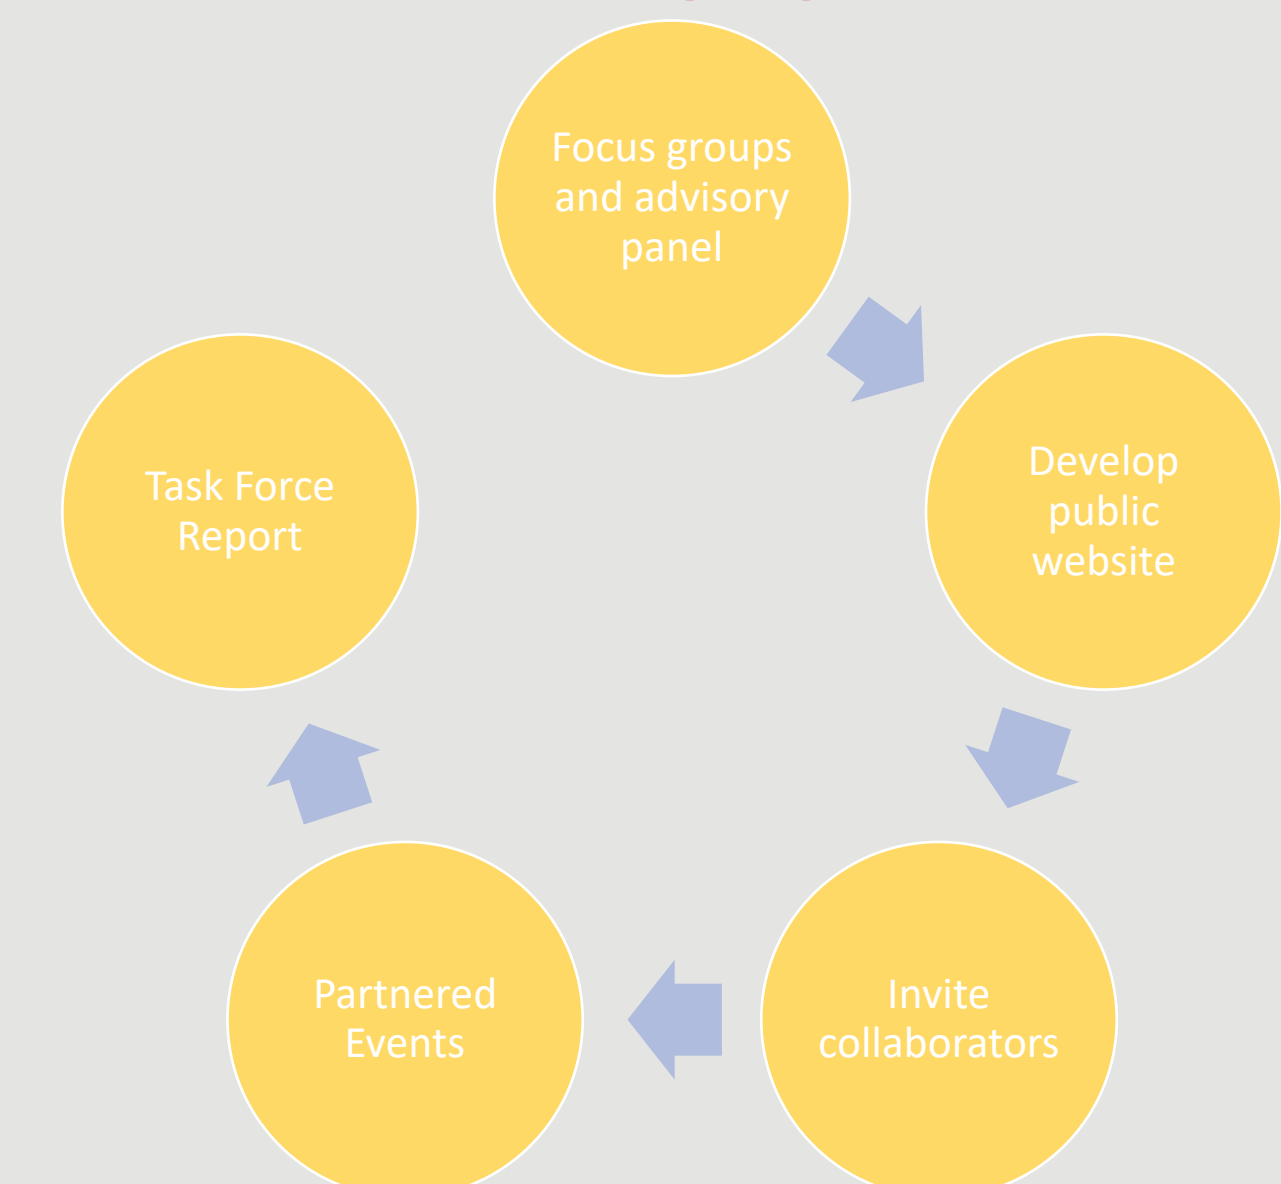 Focus groups
and advisory
panel
Develop
public
website
Invite
collaborators
Partnered
Events
Task Force
Report